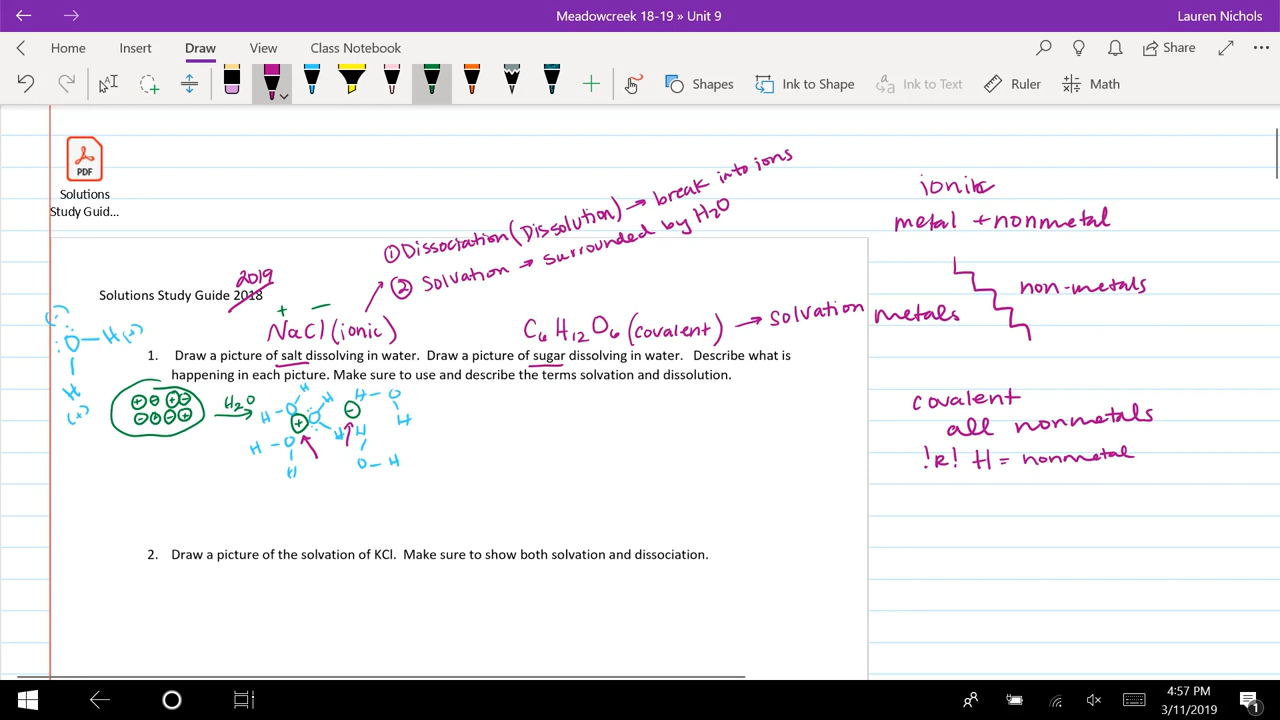 Meadowcreek 18-19 » Unit 9
Lauren Nichols
Home Insert Draw View Class Notebook
Share
Shapes
Ink to Shape
Ink to Text
Ruler
Math
PDF
Solutions
Study Guid...
① Dissociation (Dissolution) → break into ions
② Solvation → surrounded by H2O
2019
Solutions Study Guide 2018
+ −
NaCl (ionic)
C6H12O6 (covalent) → solvation
1. Draw a picture of salt dissolving in water. Draw a picture of sugar dissolving in water. Describe what is
happening in each picture. Make sure to use and describe the terms solvation and dissolution.
(-)
O — H (+)
H
(+)
+ - + -
- + - +
H2O
H H H O
H O O
+ - H
H H
H — O
H O — H
2. Draw a picture of the solvation of KCl. Make sure to show both solvation and dissociation.
ionic
metal + nonmetal
non-metals
metals
covalent
all nonmetals
!R! H = nonmetal
4:57 PM
3/11/2019
1